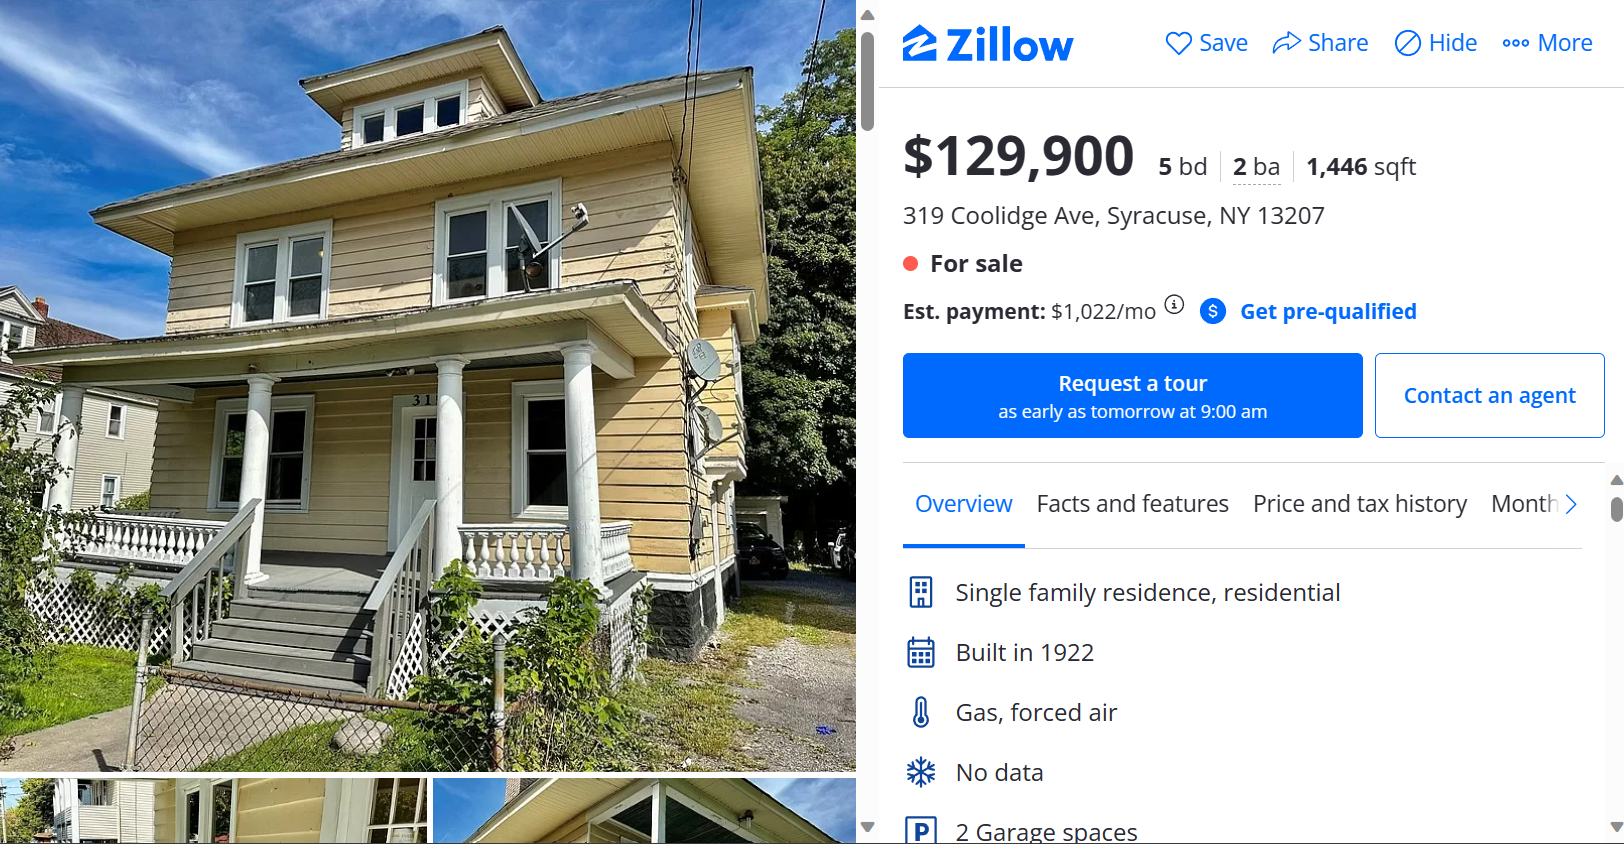 Zillow
Save
Share
Hide
More
$129,900
5 bd
2 ba
1,446 sqft
319 Coolidge Ave, Syracuse, NY 13207
For sale
Est. payment: $1,022/mo
Get pre-qualified
Request a tour
as early as tomorrow at 9:00 am
Contact an agent
Overview
Facts and features
Price and tax history
Month
Single family residence, residential
Built in 1922
Gas, forced air
No data
P
2 Garage spaces